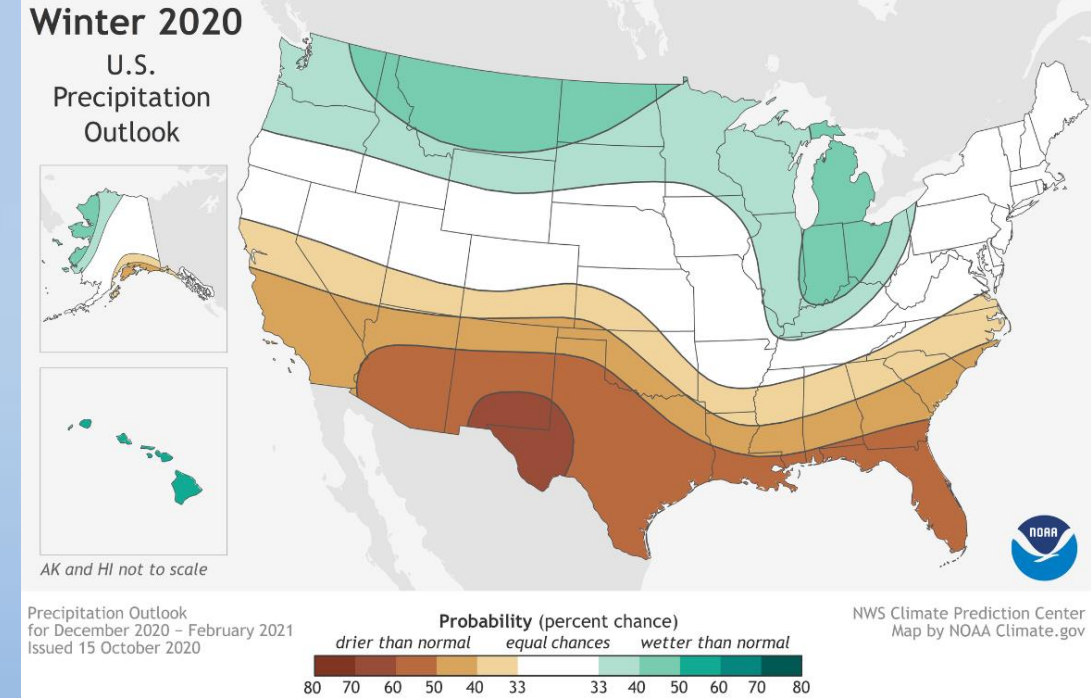 Winter 2020
U.S.
Precipitation
Outlook
AK and HI not to scale
NOAA
Precipitation Outlook
for December 2020 – February 2021
Issued 15 October 2020
Probability (percent chance)
drier than normal equal chances wetter than normal
80 70 60 50 40 33 33 40 50 60 70 80
NWS Climate Prediction Center
Map by NOAA Climate.gov